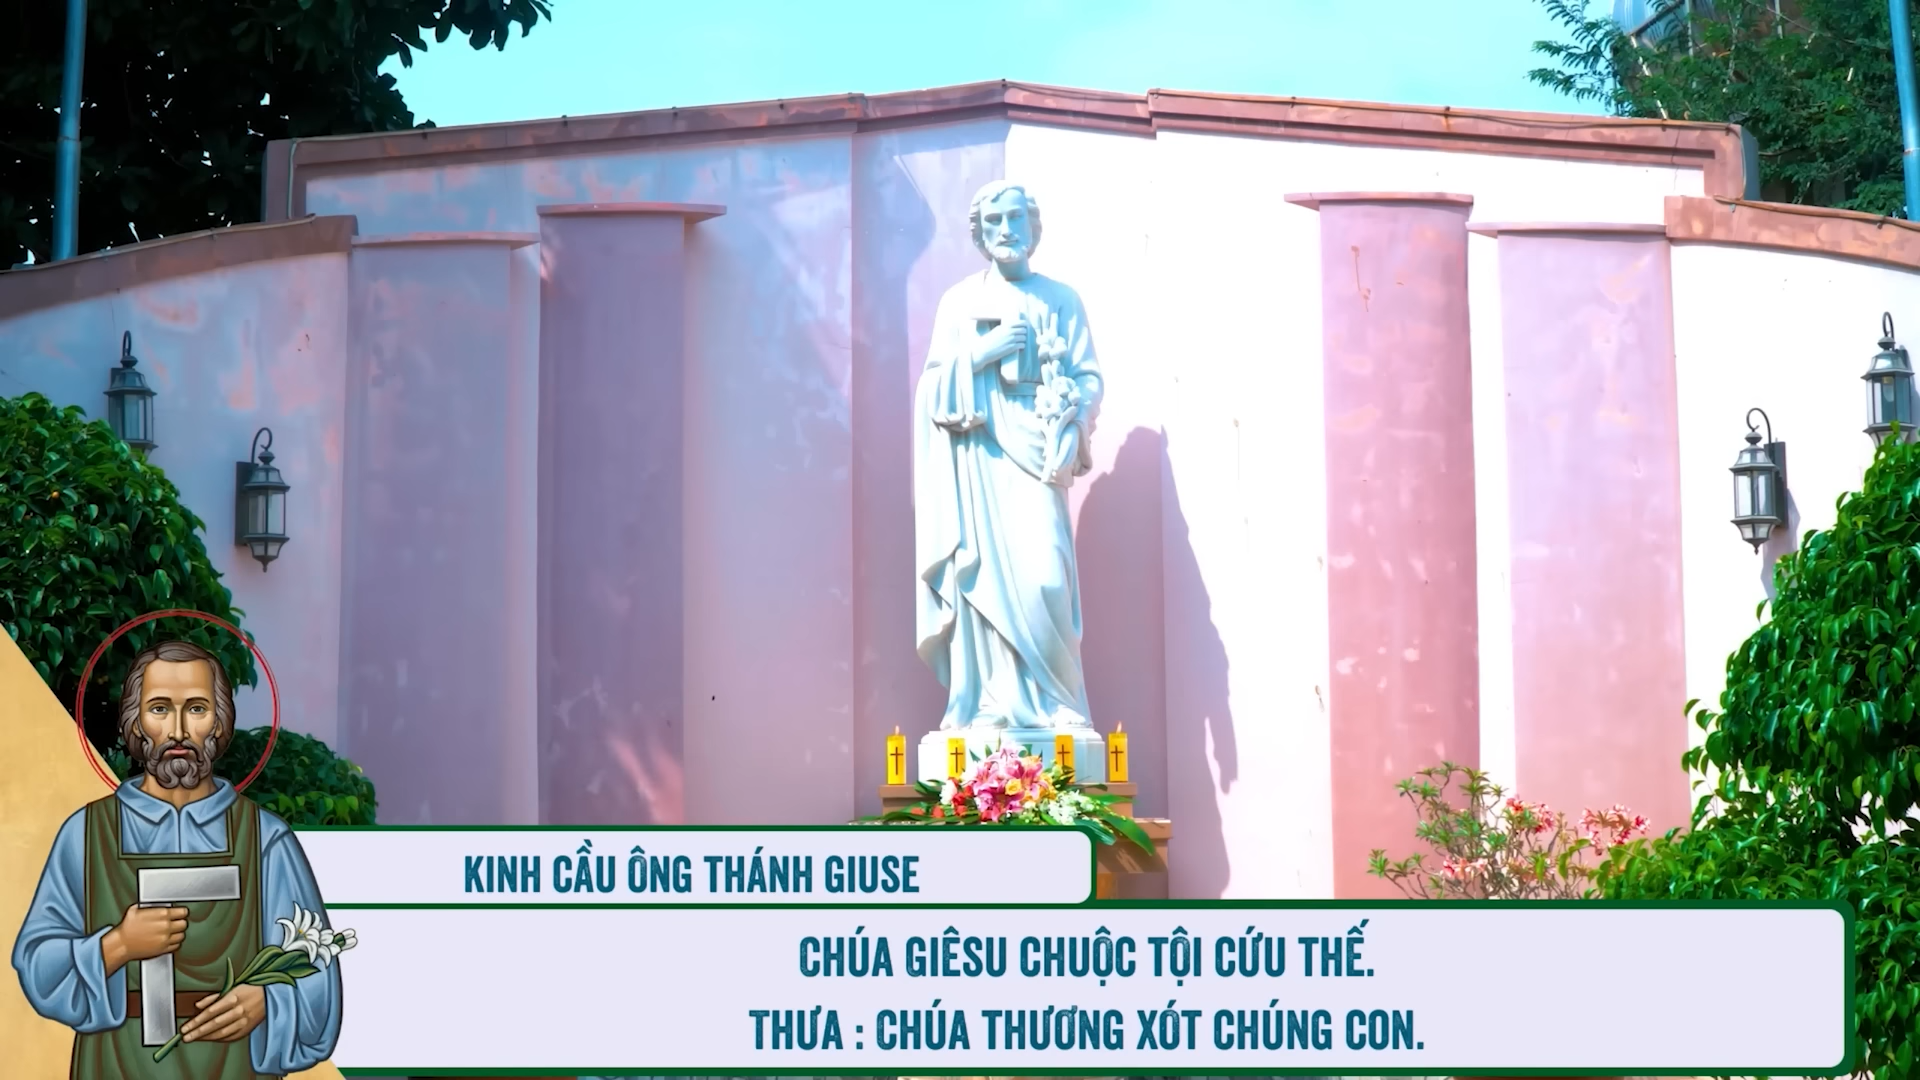 KINH CẦU ÔNG THÁNH GIUSE
CHÚA GIÊSU CHUỘC TỘI CỨU THẾ.
THƯA : CHÚA THƯƠNG XÓT CHÚNG CON.